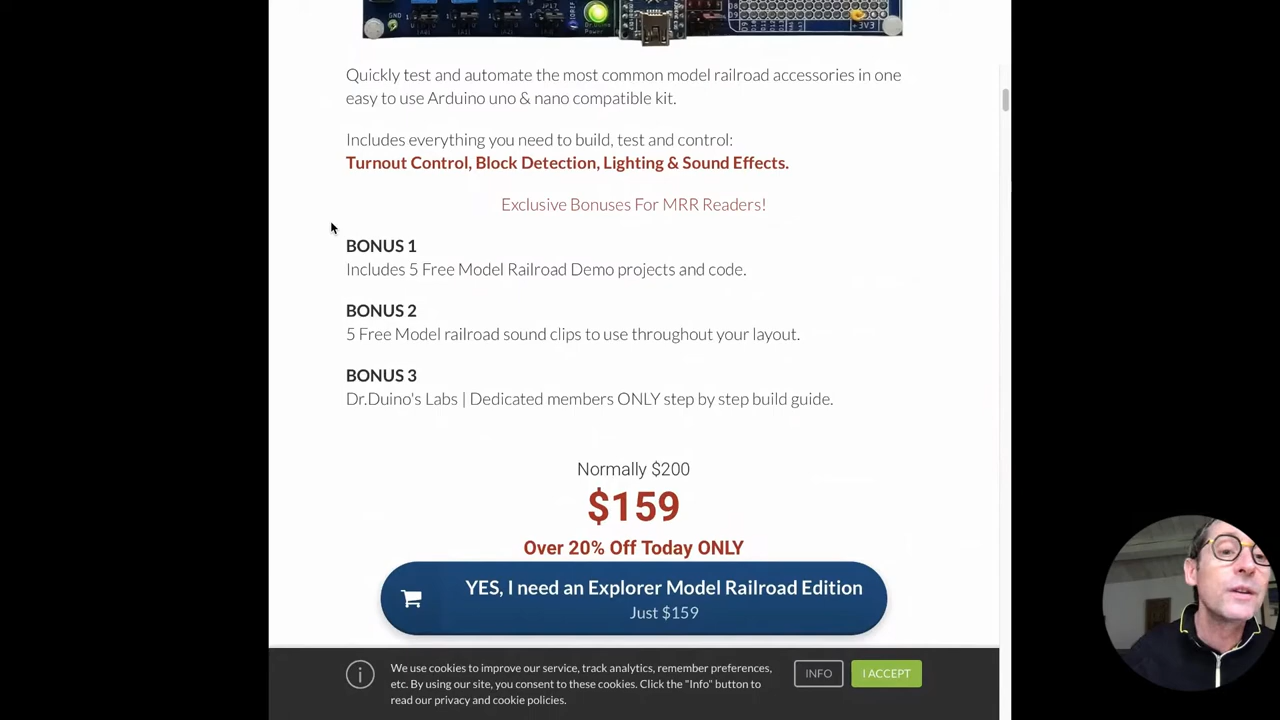 GND
JP17
D9
+3V3
Quickly test and automate the most common model railroad accessories in one
easy to use Arduino uno & nano compatible kit.
Includes everything you need to build, test and control:
Turnout Control, Block Detection, Lighting & Sound Effects.
Exclusive Bonuses For MRR Readers!
BONUS 1
Includes 5 Free Model Railroad Demo projects and code.
BONUS 2
5 Free Model railroad sound clips to use throughout your layout.
BONUS 3
Dr.Duino's Labs | Dedicated members ONLY step by step build guide.
Normally $200
$159
Over 20% Off Today ONLY
YES, I need an Explorer Model Railroad Edition
Just $159
We use cookies to improve our service, track analytics, remember preferences,
etc. By using our site, you consent to these cookies. Click the "Info" button to
read our privacy and cookie policies.
INFO
I ACCEPT